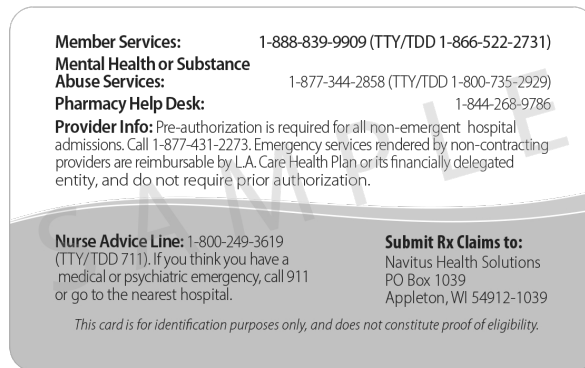 Member Services: 1-888-839-9909 (TTY/TDD 1-866-522-2731)
Mental Health or Substance
Abuse Services: 1-877-344-2858 (TTY/TDD 1-800-735-2929)
Pharmacy Help Desk: 1-844-268-9786
Provider Info: Pre-authorization is required for all non-emergent hospital
admissions. Call 1-877-431-2273. Emergency services rendered by non-contracting
providers are reimbursable by L.A. Care Health Plan or its financially delegated
entity, and do not require prior authorization.
SAMPLE
Nurse Advice Line: 1-800-249-3619
(TTY/TDD 711). If you think you have a
medical or psychiatric emergency, call 911
or go to the nearest hospital.
Submit Rx Claims to:
Navitus Health Solutions
PO Box 1039
Appleton, WI 54912-1039
This card is for identification purposes only, and does not constitute proof of eligibility.